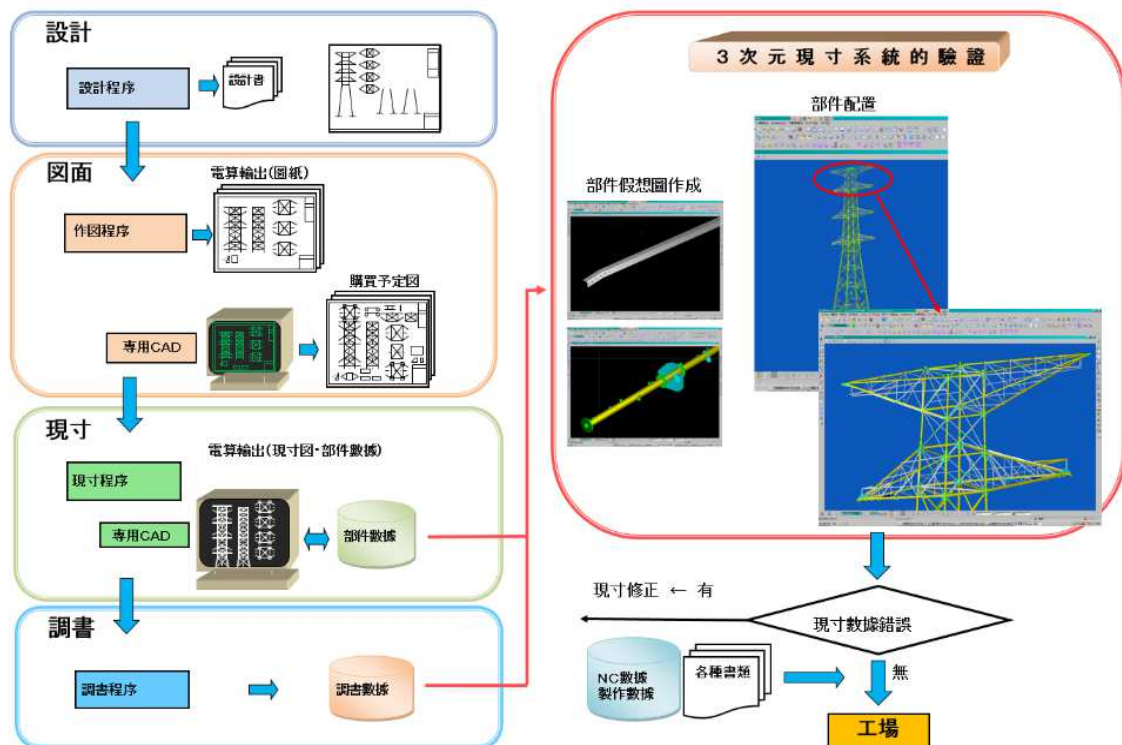 設計
設計程序
設計書
図面
電算輸出(圖紙)
作図程序
購買予定図
専用CAD
現寸
電算輸出(現寸図・部件數據)
現寸程序
専用CAD
部件數據
調書
調書程序
調書數據
3次元現寸系統的驗證
部件配置
部件假想圖作成
現寸修正 ← 有
現寸數據錯誤
NC數據
製作數據
各種書類
無
工場